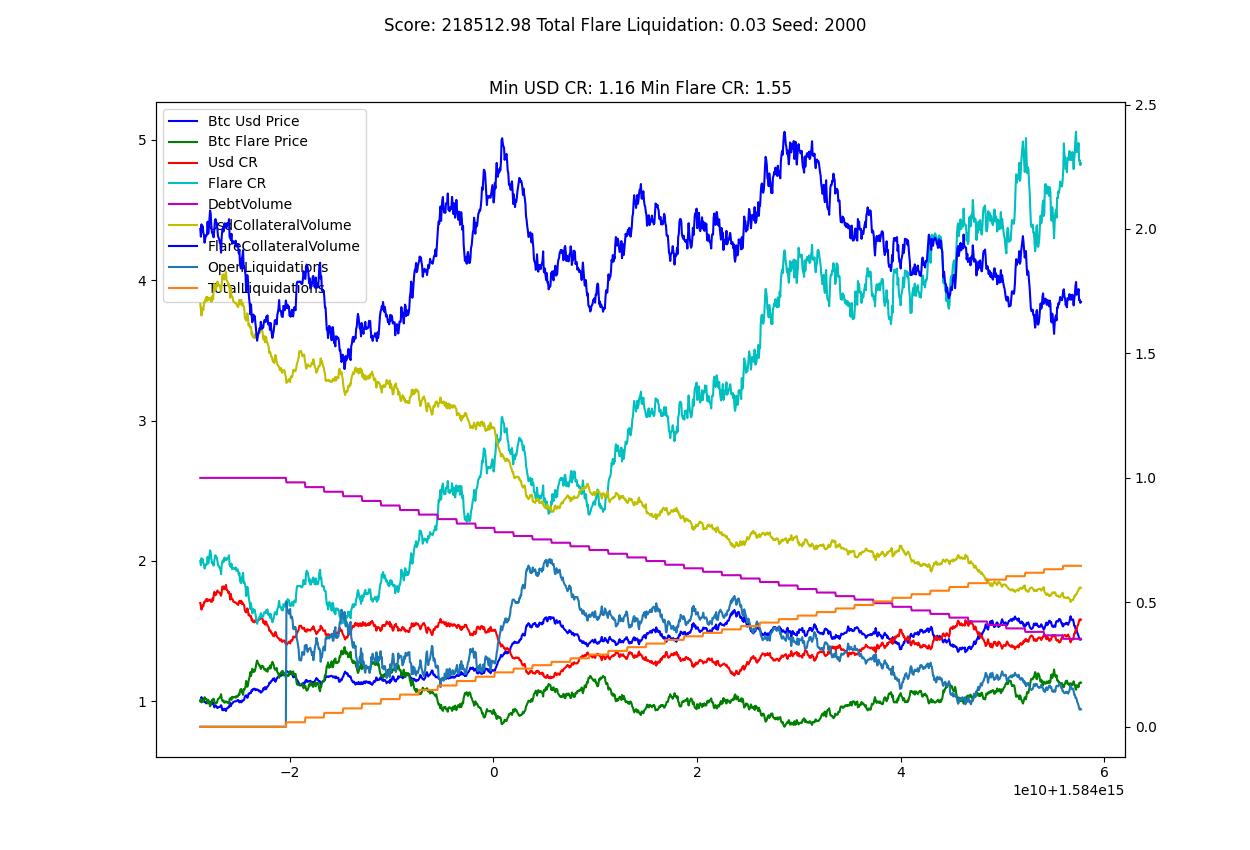 Score: 218512.98 Total Flare Liquidation: 0.03 Seed: 2000
Min USD CR: 1.16 Min Flare CR: 1.55
Btc Usd Price
Btc Flare Price
Usd CR
Flare CR
DebtVolume
UsdCollateralVolume
FlareCollateralVolume
OpenLiquidations
TotalLiquidations
5
4
3
2
1
2.5
2.0
1.5
1.0
0.5
0.0
−2 0 2 4 6
1e10+1.584e15